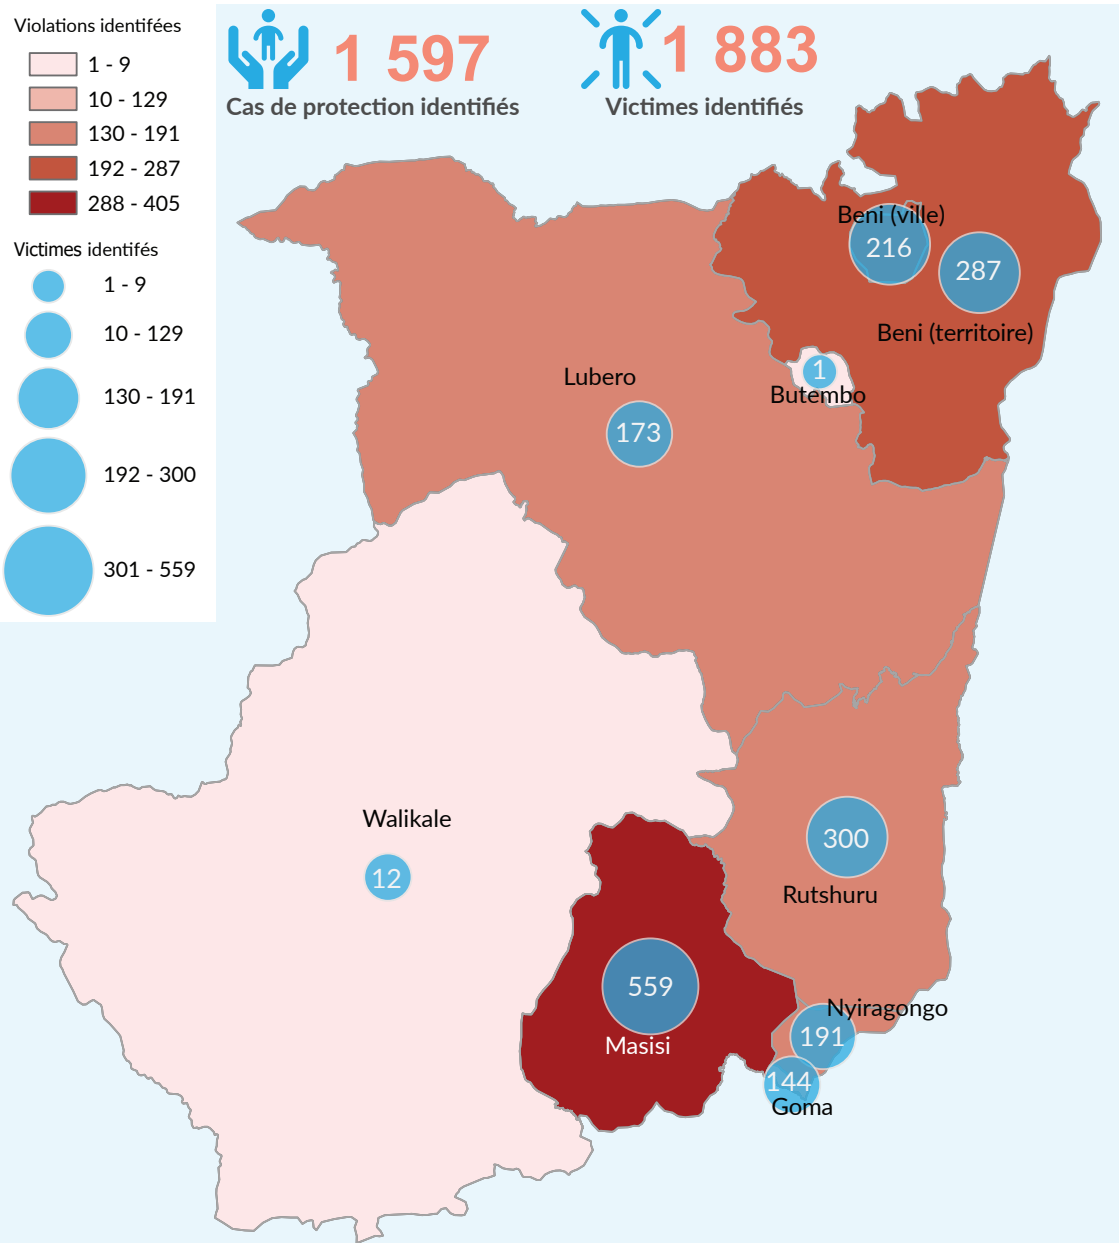 Violations identifées
1 - 9
10 - 129
130 - 191
192 - 287
288 - 405
Victimes identifés
1 - 9
10 - 129
130 - 191
192 - 300
301 - 559
1 597
Cas de protection identifiés
1 883
Victimes identifiés
Beni (ville)
216
287
Beni (territoire)
1
Butembo
Lubero
173
Walikale
12
300
Rutshuru
559
Masisi
Nyiragongo
191
144
Goma